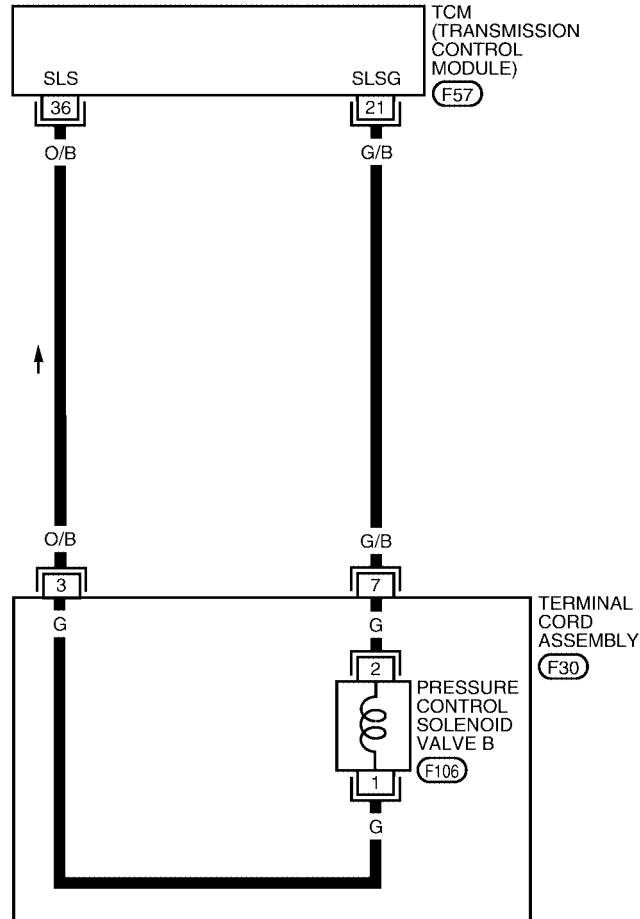 TCM
(TRANSMISSION
CONTROL
MODULE)
F57
SLS
SLSG
36
21
O/B
G/B
O/B
G/B
3
7
TERMINAL
CORD
ASSEMBLY
F30
G
G
2
PRESSURE
CONTROL
SOLENOID
VALVE B
F106
1
G